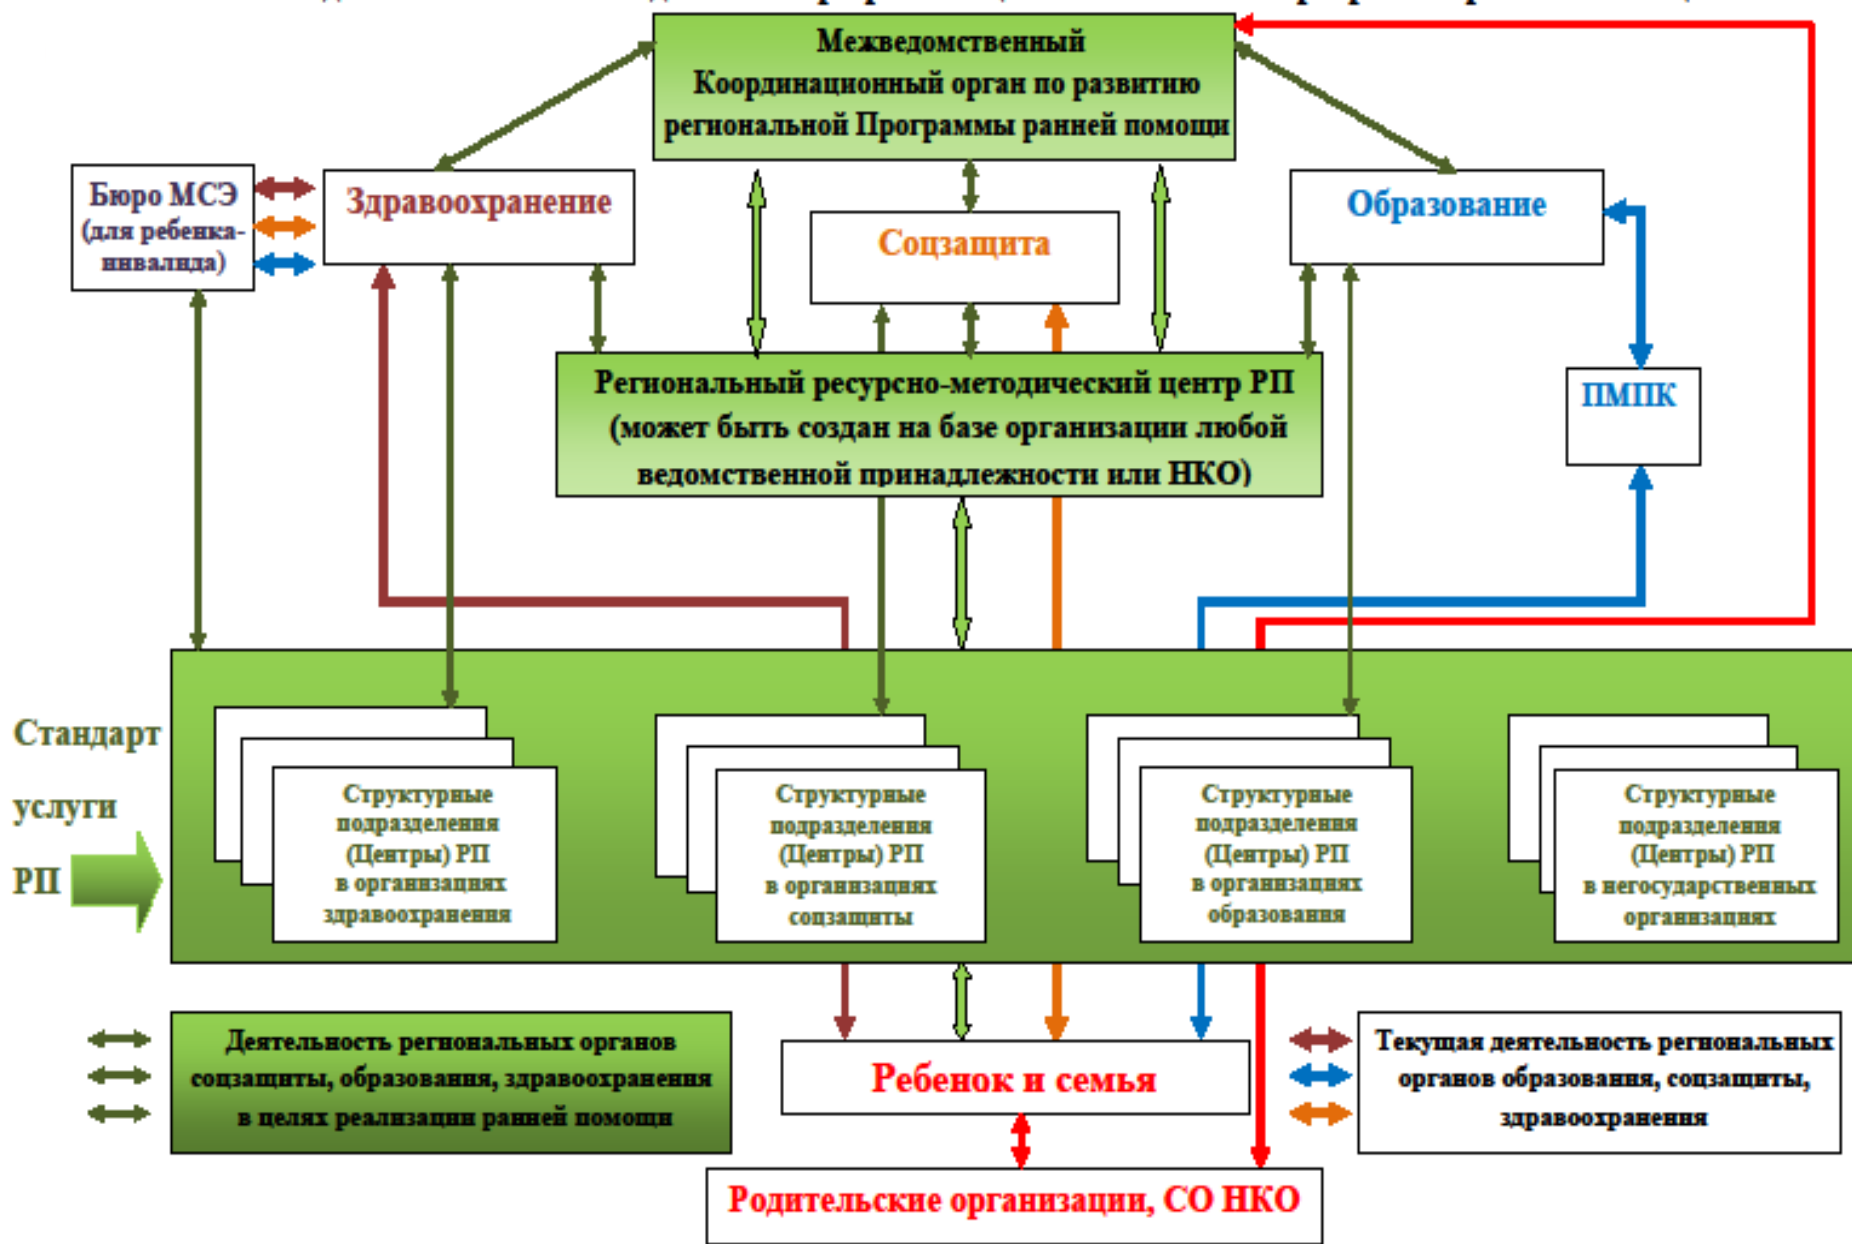 Межведомственный
Координационный орган по развитию
региональной Программы ранней помощи
Бюро МСЭ
(для ребенка-
инвалида)
Здравоохранение
Соцзащита
Образование
Региональный ресурсно-методический центр РП
(может быть создан на базе организации любой
ведомственной принадлежности или НКО)
ПМПК
Стандарт
услуги
РП
Структурные
подразделения
(Центры) РП
в организациях
здравоохранения
Структурные
подразделения
(Центры) РП
в организациях
соцзащиты
Структурные
подразделения
(Центры) РП
в организациях
образования
Структурные
подразделения
(Центры) РП
в негосударственных
организациях
Деятельность региональных органов
соцзащиты, образования, здравоохранения
в целях реализации ранней помощи
Ребенок и семья
Текущая деятельность региональных
органов образования, соцзащиты,
здравоохранения
Родительские организации, СО НКО